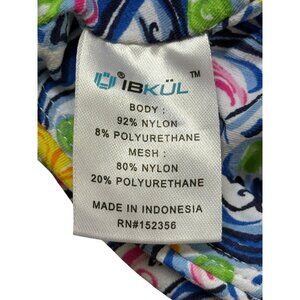 IBKÜL™
BODY :
92% NYLON
8% POLYURETHANE
MESH :
80% NYLON
20% POLYURETHANE
MADE IN INDONESIA
RN#152356